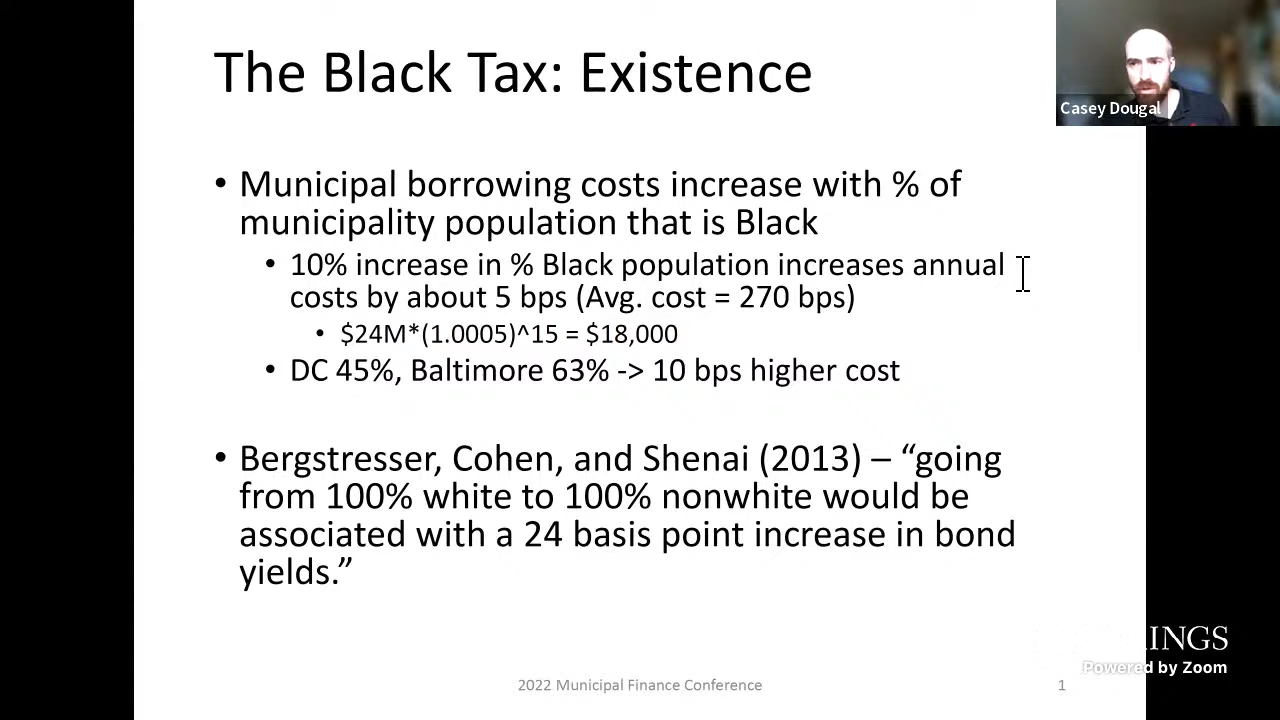 The Black Tax: Existence
Casey Dougal
• Municipal borrowing costs increase with % of
municipality population that is Black
• 10% increase in % Black population increases annual
costs by about 5 bps (Avg. cost = 270 bps)
• $24M*(1.0005)^15 = $18,000
• DC 45%, Baltimore 63% -> 10 bps higher cost
• Bergstresser, Cohen, and Shenai (2013) – “going
from 100% white to 100% nonwhite would be
associated with a 24 basis point increase in bond
yields.”
INGS
Powered by Zoom
2022 Municipal Finance Conference
1